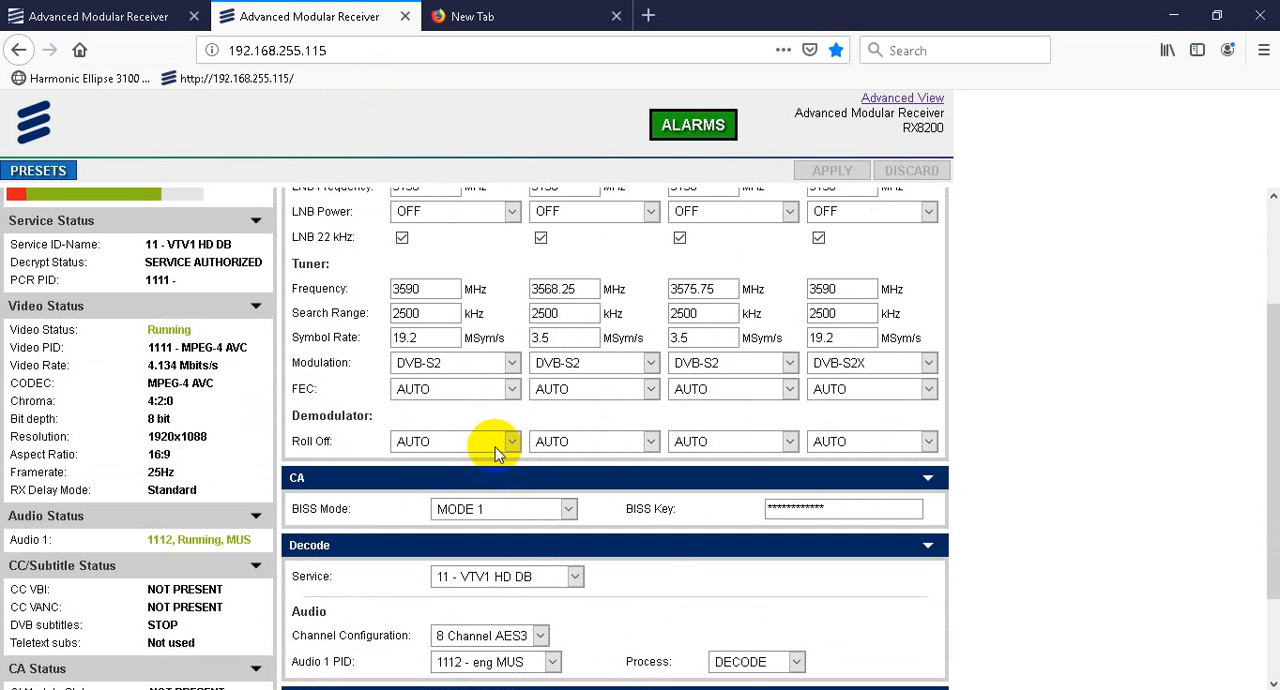 Advanced Modular Receiver
Advanced Modular Receiver
New Tab
192.168.255.115
Search
Harmonic Ellipse 3100 ...
http://192.168.255.115/
ALARMS
Advanced View
Advanced Modular Receiver
RX8200
PRESETS
APPLY
DISCARD
LNB Frequency: 5150 MHz 5150 MHz 5150 MHz 5150 MHz
Service Status
LNB Power: OFF OFF OFF OFF
Service ID-Name: 11 - VTV1 HD DB
LNB 22 kHz:
Decrypt Status: SERVICE AUTHORIZED
Tuner:
PCR PID: 1111 -
Frequency: 3590 MHz 3568.25 MHz 3575.75 MHz 3590 MHz
Video Status
Search Range: 2500 kHz 2500 kHz 2500 kHz 2500 kHz
Video Status: Running
Symbol Rate: 19.2 MSym/s 3.5 MSym/s 3.5 MSym/s 19.2 MSym/s
Video PID: 1111 - MPEG-4 AVC
Modulation: DVB-S2 DVB-S2 DVB-S2 DVB-S2X
Video Rate: 4.134 Mbits/s
CODEC: MPEG-4 AVC
FEC: AUTO AUTO AUTO AUTO
Chroma: 4:2:0
Demodulator:
Bit depth: 8 bit
Resolution: 1920x1088
Roll Off: AUTO AUTO AUTO AUTO
Aspect Ratio: 16:9
Framerate: 25Hz
CA
RX Delay Mode: Standard
BISS Mode: MODE 1 BISS Key: ************
Audio Status
Audio 1: 1112, Running, MUS
Decode
CC/Subtitle Status
Service: 11 - VTV1 HD DB
CC VBI: NOT PRESENT
CC VANC: NOT PRESENT
Audio
DVB subtitles: STOP
Channel Configuration: 8 Channel AES3
Teletext subs: Not used
Audio 1 PID: 1112 - eng MUS Process: DECODE
CA Status